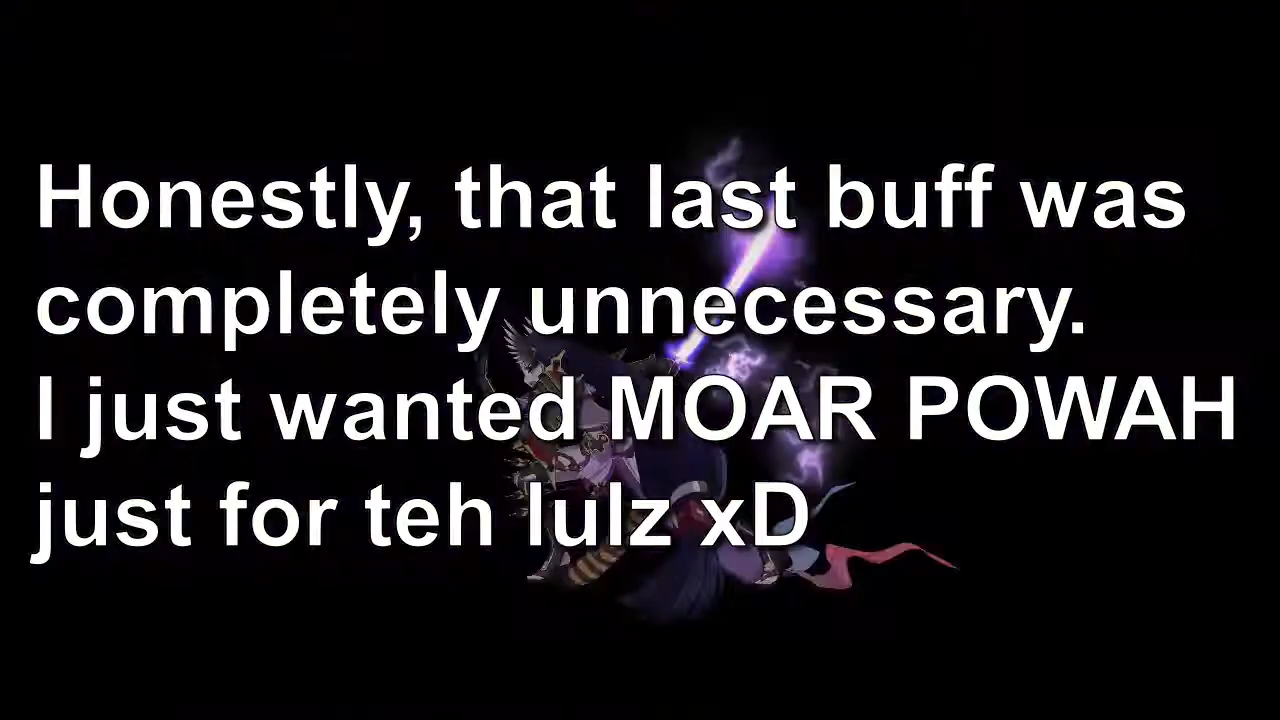 Honestly, that last buff was
completely unnecessary.
I just wanted MOAR POWAH
just for teh lulz xD